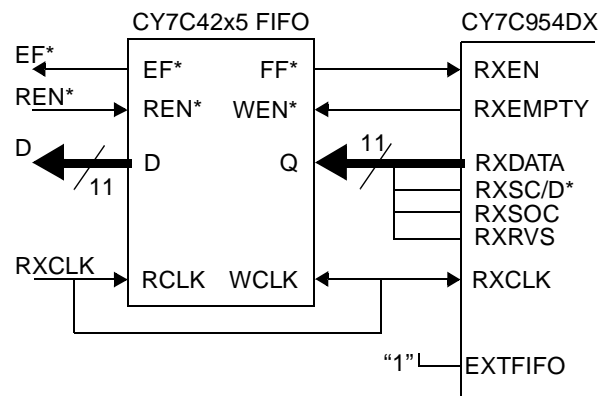 CY7C42x5 FIFO CY7C954DX
EF* EF* FF* RXEN
REN* REN* WEN* RXEMPTY
D 11 D Q 11 RXDATA
RXSC/D*
RXSOC
RXRVS
RXCLK RCLK WCLK RXCLK
“1” EXTFIFO